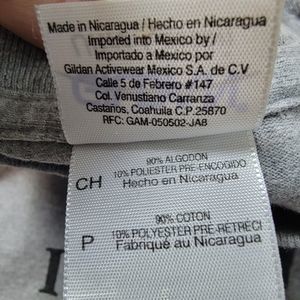 Made in Nicaragua / Hecho en Nicaragua
Imported into Mexico by /
Importado a Mexico por
Gildan Activewear Mexico S.A. de C.V
Calle 5 de Febrero #147
Col. Venustiano Carranza
Castaños, Coahuila C.P. 25870
RFC: GAM-050502-JA8
90% ALGODON
CH 10% POLIESTER PRE-ENCOGIDO
Hecho en Nicaragua
90% COTON
P 10% POLYESTER PRE-RETRECI
Fabriqué au Nicaragua